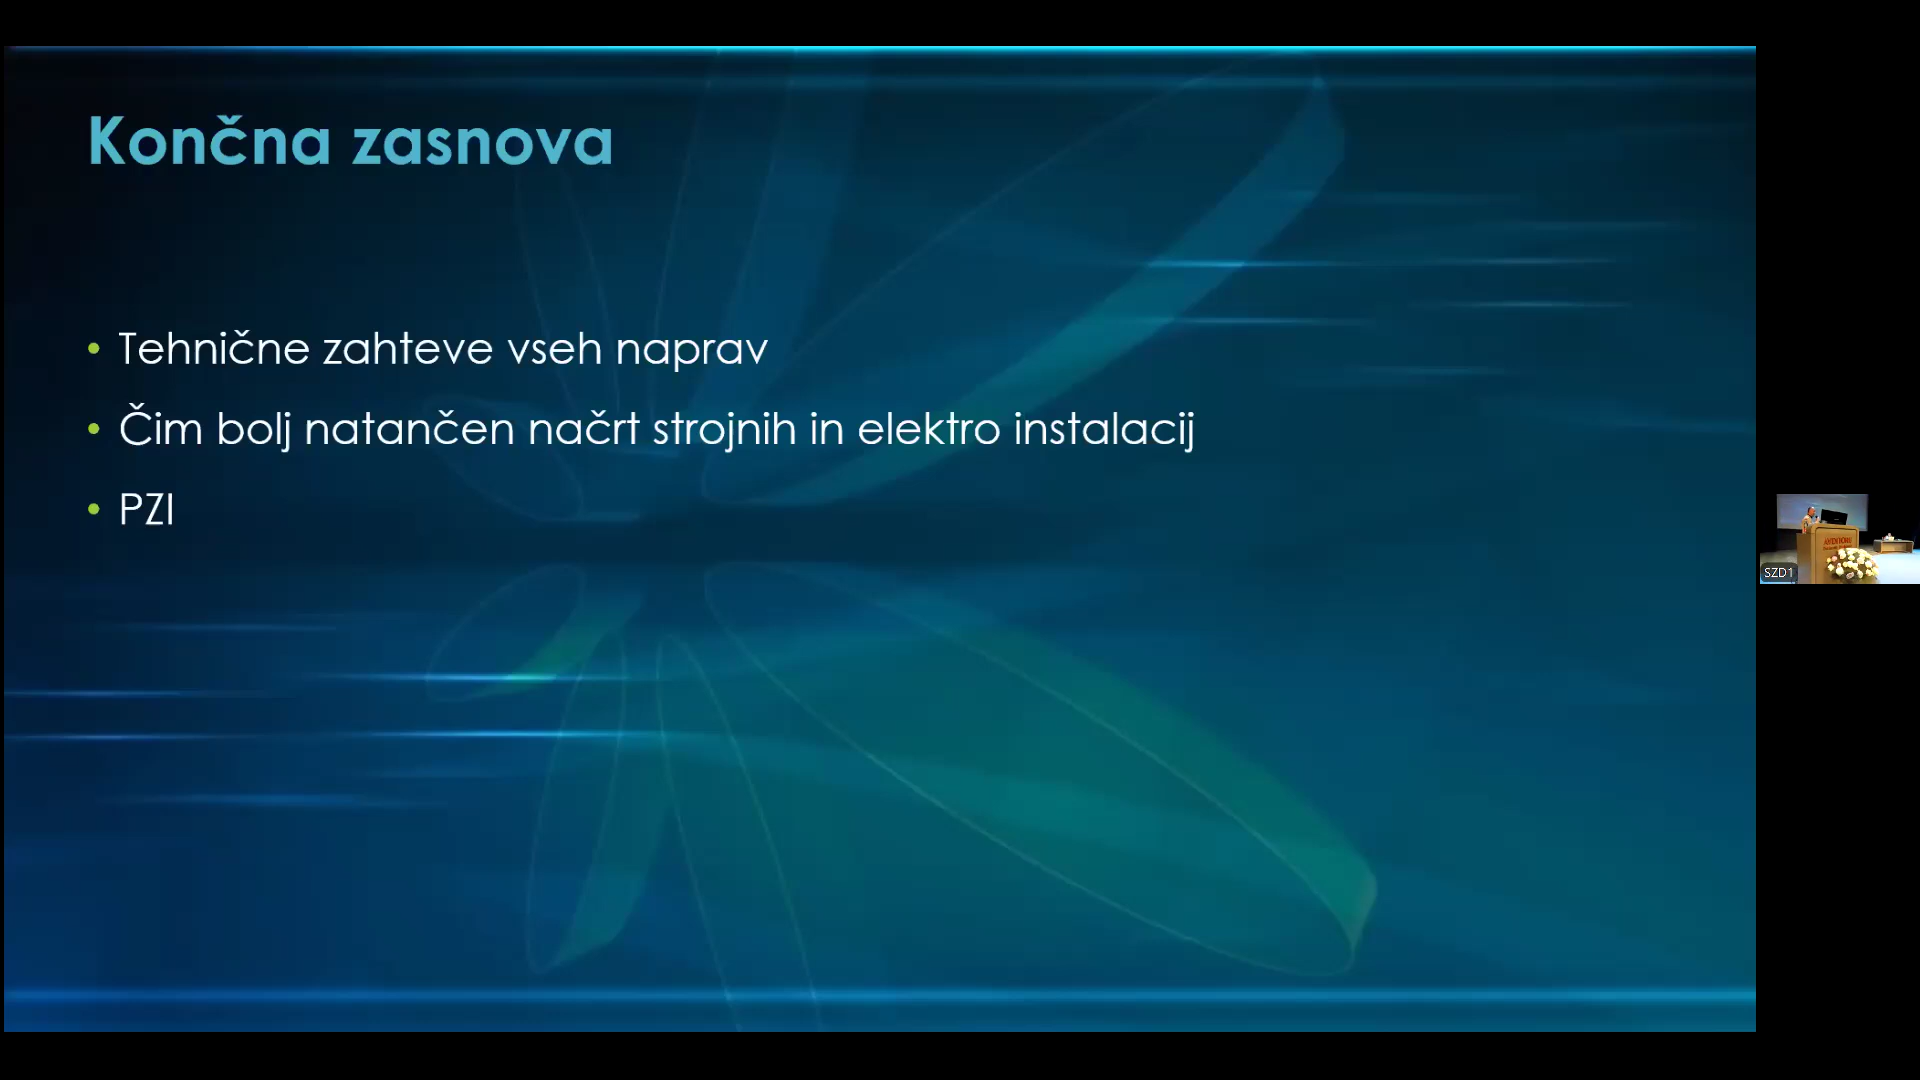 Končna zasnova
• Tehnične zahteve vseh naprav
• Čim bolj natančen načrt strojnih in elektro instalacij
• PZI
SZD1